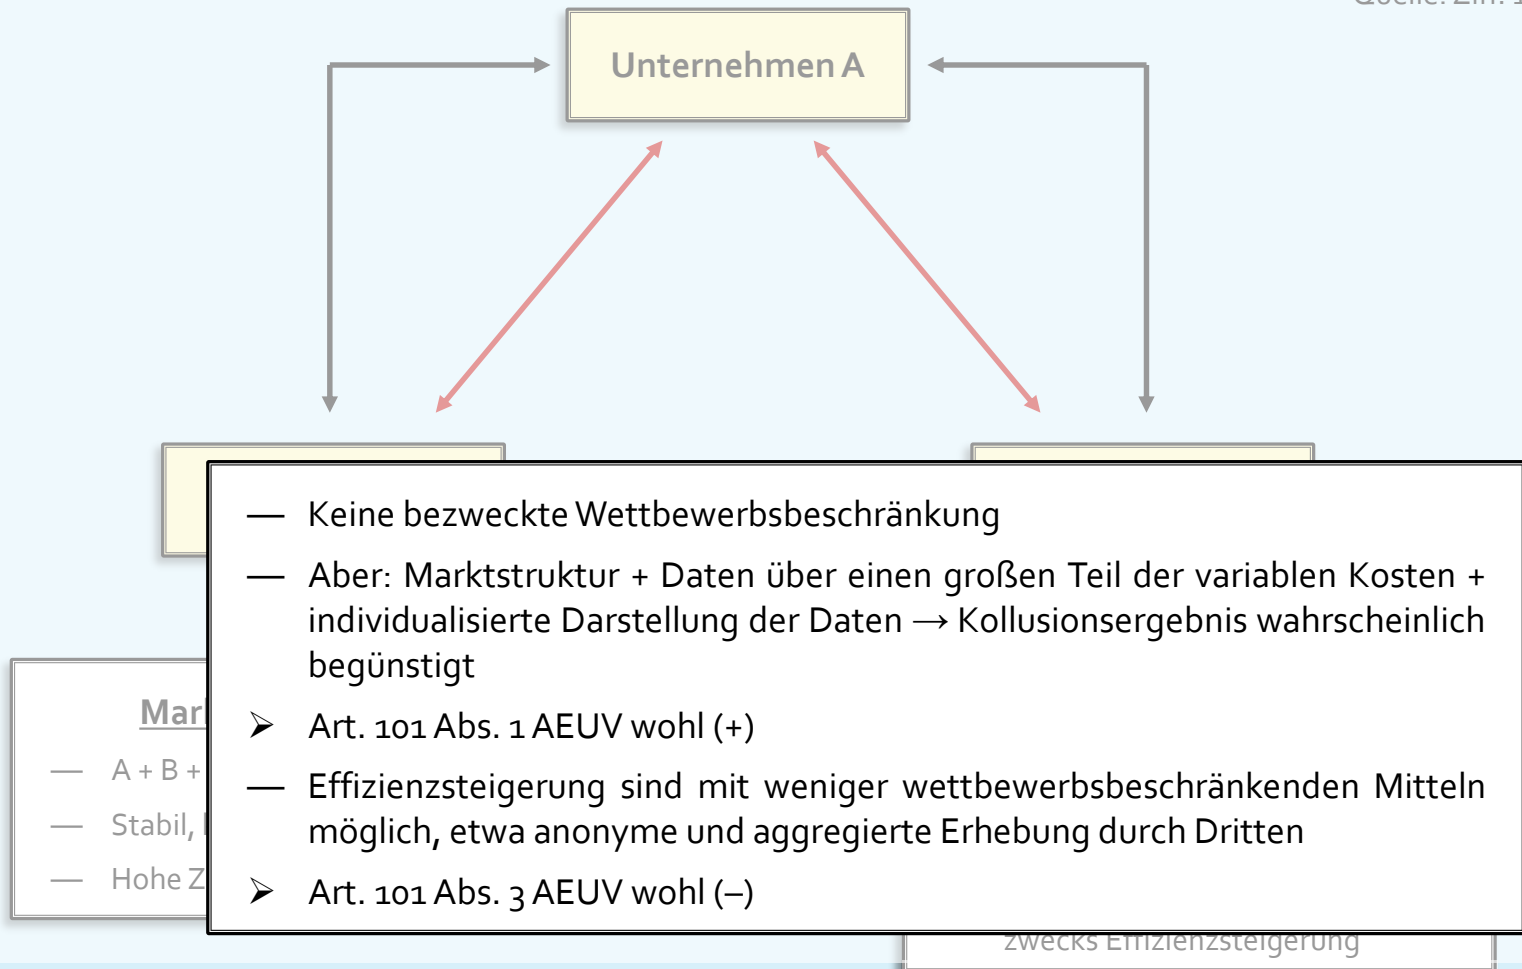 Unternehmen A
— Keine bezweckte Wettbewerbsbeschränkung
— Aber: Marktstruktur + Daten über einen großen Teil der variablen Kosten +
individualisierte Darstellung der Daten → Kollusionsergebnis wahrscheinlich
begünstigt
➢ Art. 101 Abs. 1 AEUV wohl (+)
— Effizienzsteigerung sind mit weniger wettbewerbsbeschränkenden Mitteln
möglich, etwa anonyme und aggregierte Erhebung durch Dritten
➢ Art. 101 Abs. 3 AEUV wohl (–)
— A + B +
— Stabil,
— Hohe
zwecks Effizienzsteigerung